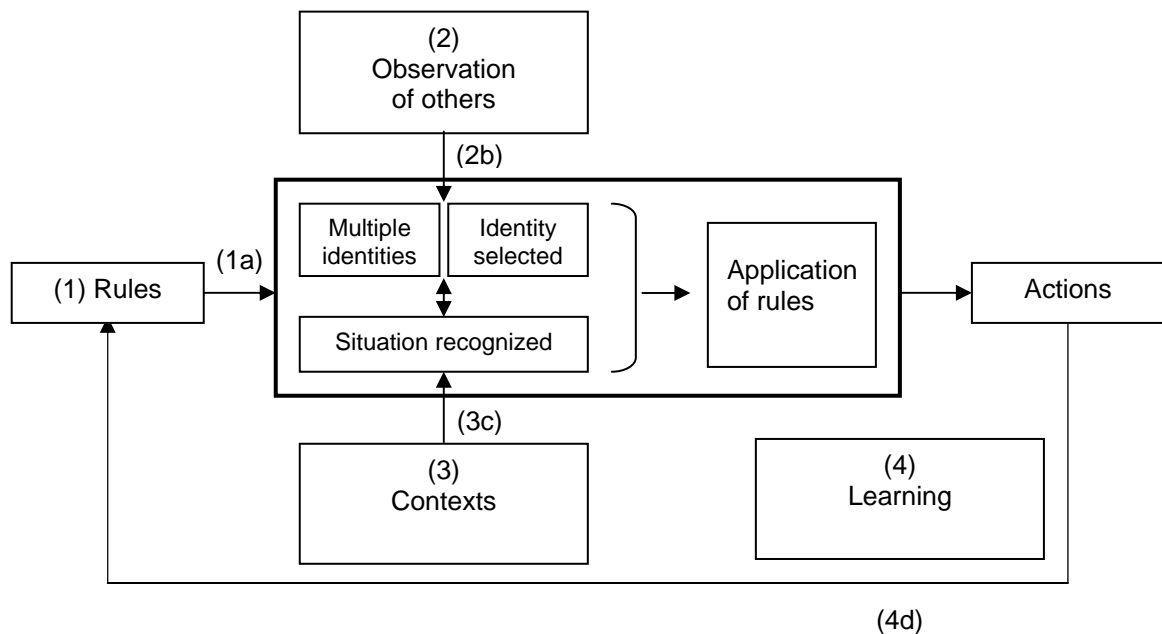 (2)
Observation
of others
(2b)
Multiple
identities
Identity
selected
(1a)
(1) Rules
Situation recognized
Application
of rules
Actions
(3c)
(3)
Contexts
(4)
Learning
(4d)